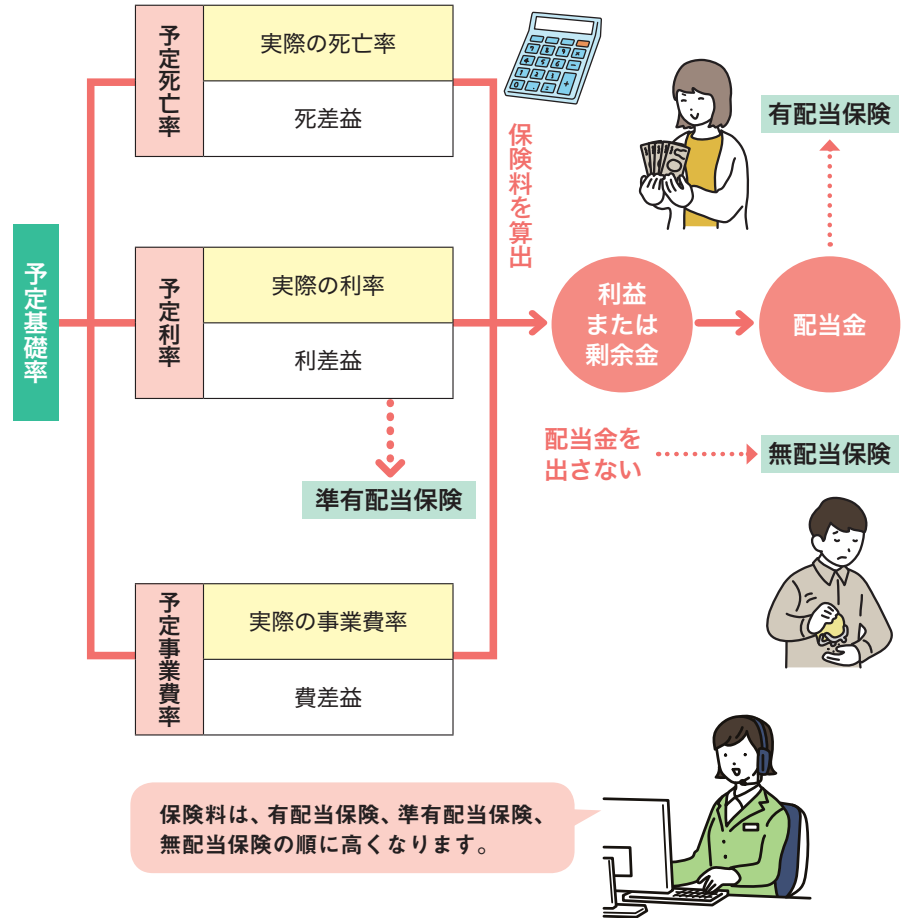 予定基礎率
予定死亡率
実際の死亡率
死差益
予定利率
実際の利率
利差益
準有配当保険
予定事業費率
実際の事業費率
費差益
保険料を算出
利益
または
剰余金
配当金
有配当保険
配当金を
出さない
無配当保険
保険料は、有配当保険、準有配当保険、
無配当保険の順に高くなります。